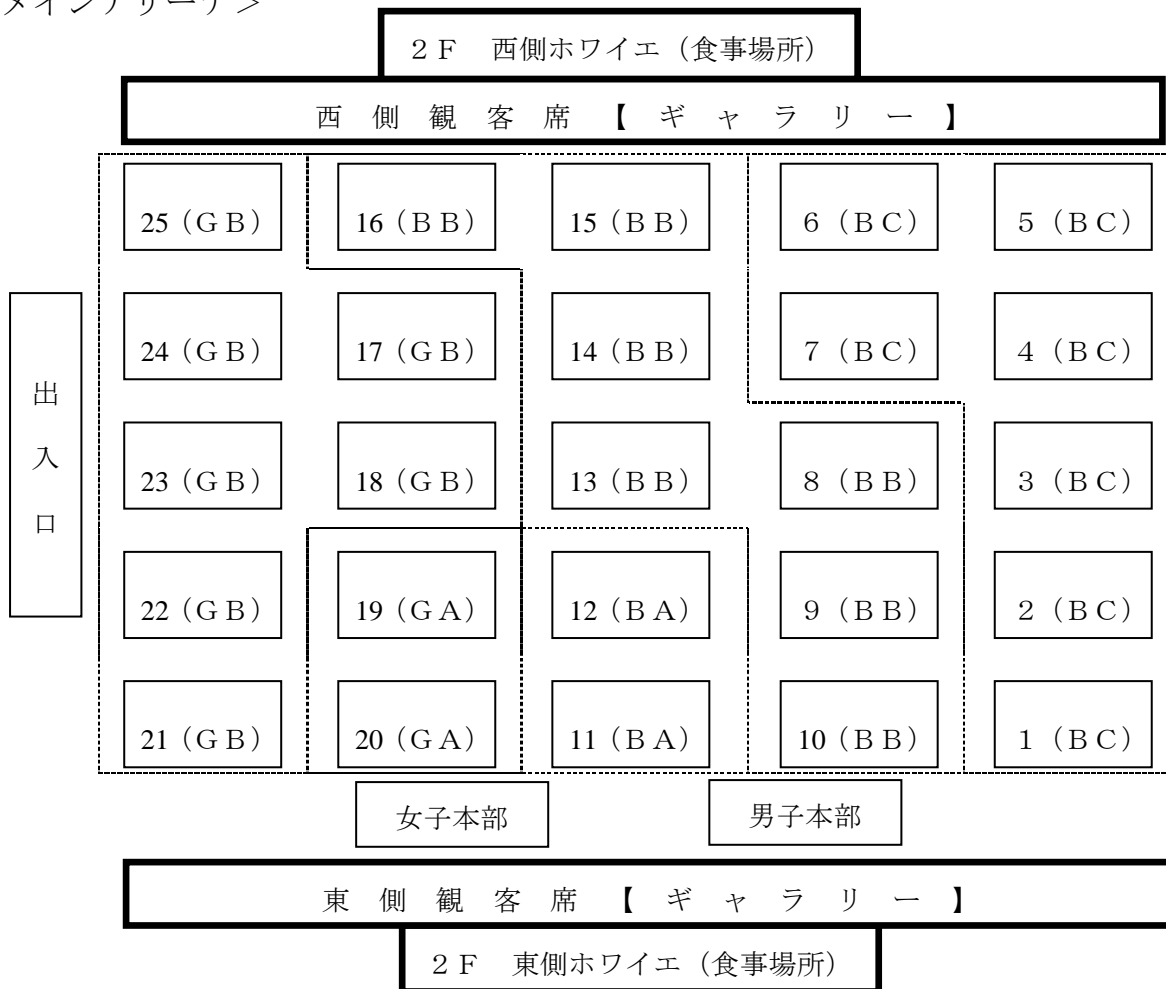 メインアリーナ＞
２Ｆ　西側ホワイエ（食事場所）
西側観客席【ギャラリー】
25（ＧＢ） 16（ＢＢ） 15（ＢＢ） ６（ＢＣ） ５（ＢＣ）
24（ＧＢ） 17（ＧＢ） 14（ＢＢ） ７（ＢＣ） ４（ＢＣ）
出入口
23（ＧＢ） 18（ＧＢ） 13（ＢＢ） ８（ＢＢ） ３（ＢＣ）
22（ＧＢ） 19（ＧＡ） 12（ＢＡ） ９（ＢＢ） ２（ＢＣ）
21（ＧＢ） 20（ＧＡ） 11（ＢＡ） 10（ＢＢ） １（ＢＣ）
女子本部 男子本部
東側観客席【ギャラリー】
２Ｆ　東側ホワイエ（食事場所）